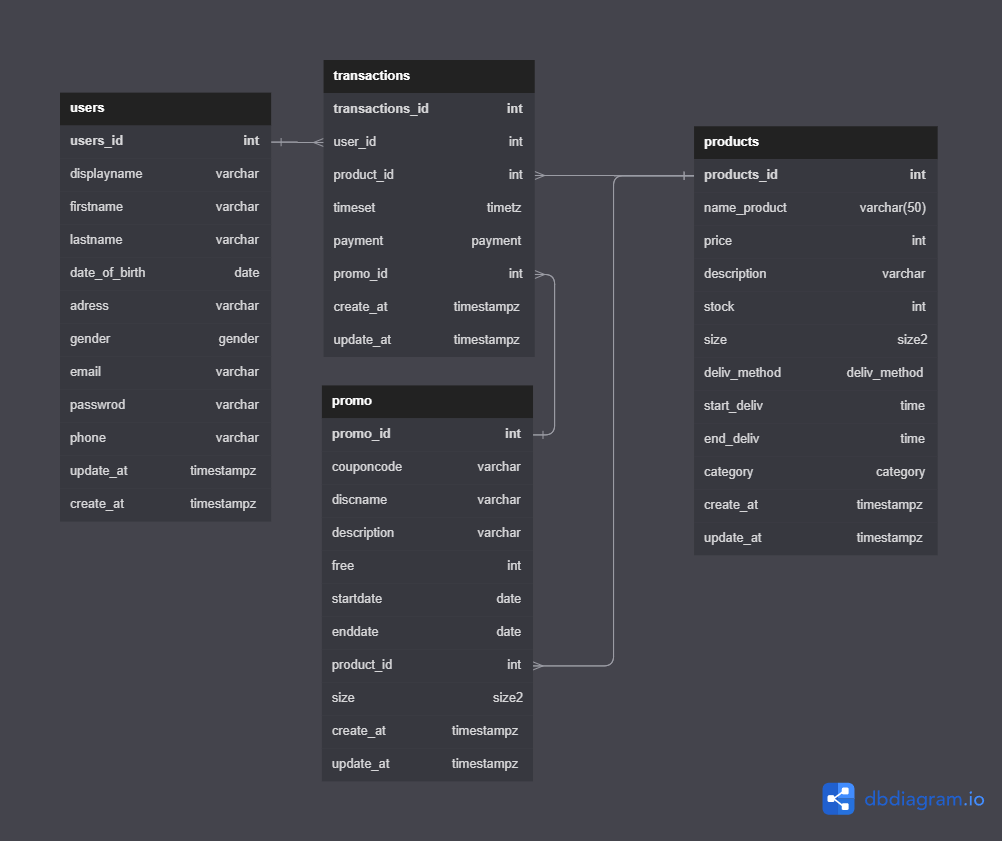 users
users_id int
displayname varchar
firstname varchar
lastname varchar
date_of_birth date
adress varchar
gender gender
email varchar
passwrod varchar
phone varchar
update_at timestampz
create_at timestampz
transactions
transactions_id int
user_id int
product_id int
timeset timetz
payment payment
promo_id int
create_at timestampz
update_at timestampz
promo
promo_id int
couponcode varchar
discname varchar
description varchar
free int
startdate date
enddate date
product_id int
size size2
create_at timestampz
update_at timestampz
products
products_id int
name_product varchar(50)
price int
description varchar
stock int
size size2
deliv_method deliv_method
start_deliv time
end_deliv time
category category
create_at timestampz
update_at timestampz
dbdiagram.io